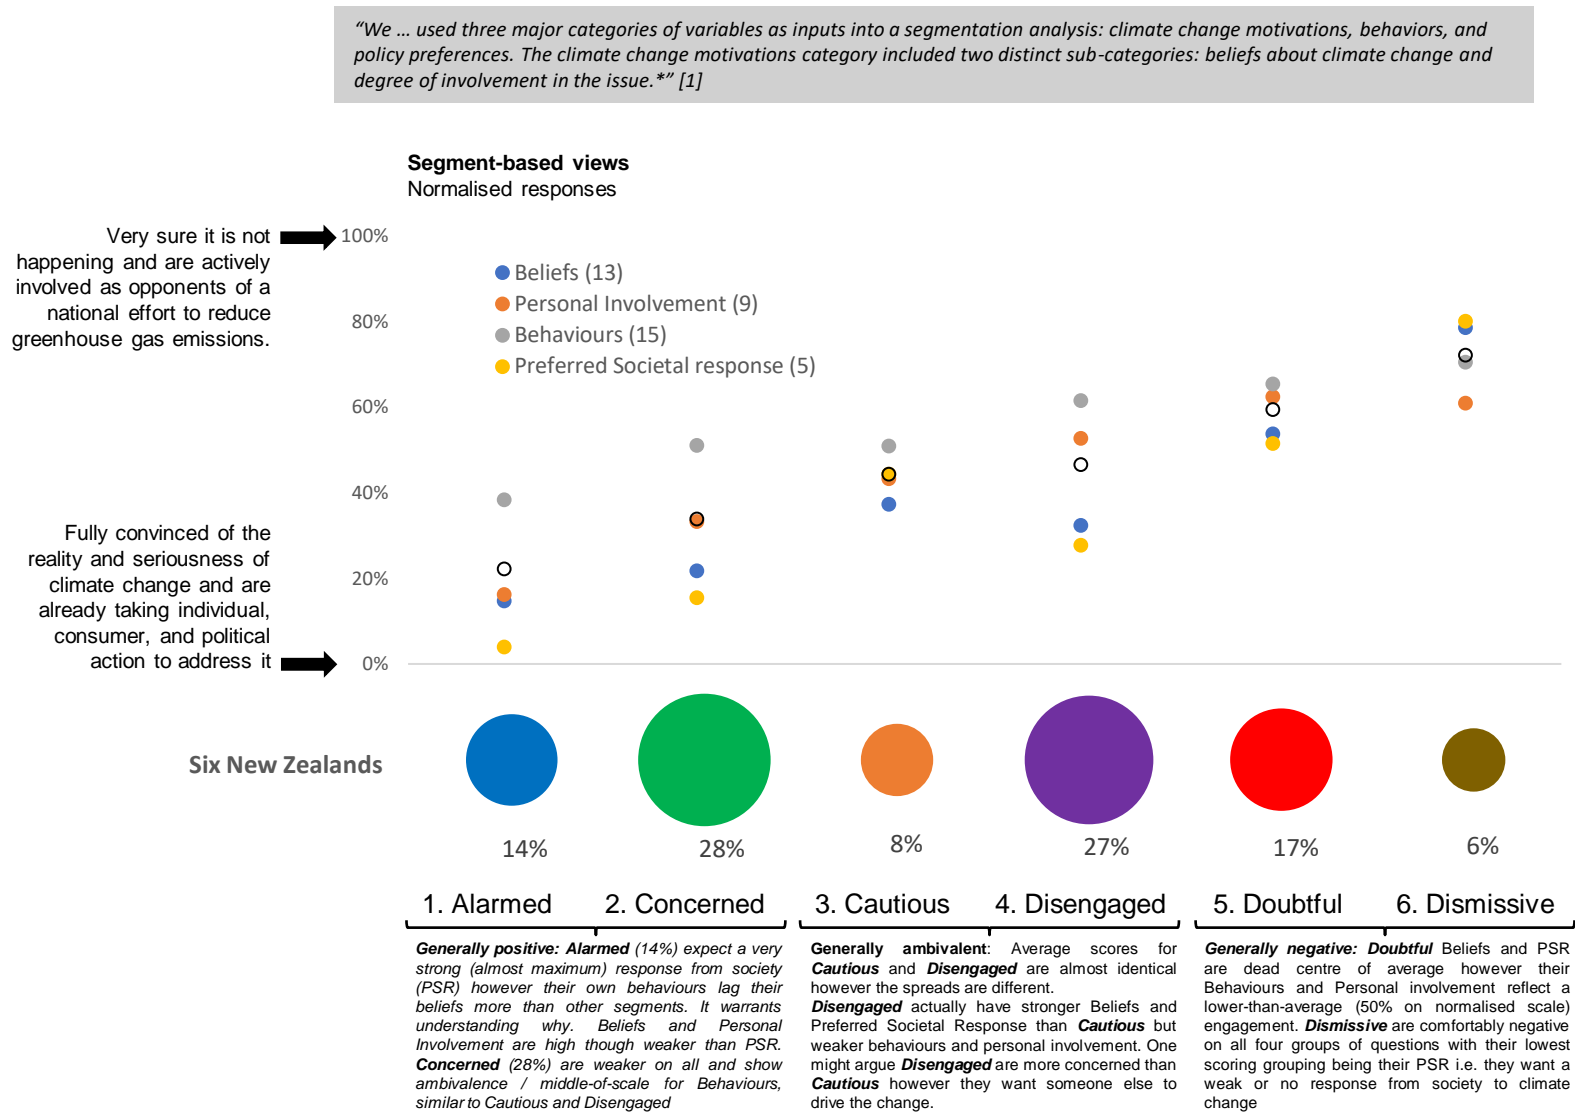 “We … used three major categories of variables as inputs into a segmentation analysis: climate change motivations, behaviors, and
policy preferences. The climate change motivations category included two distinct sub-categories: beliefs about climate change and
degree of involvement in the issue.*” [1]
Segment-based views
Normalised responses
Very sure it is not
happening and are actively
involved as opponents of a
national effort to reduce
greenhouse gas emissions.
100%
80%
60%
40%
20%
0%
Beliefs (13)
Personal Involvement (9)
Behaviours (15)
Preferred Societal response (5)
Fully convinced of the
reality and seriousness of
climate change and are
already taking individual,
consumer, and political
action to address it
Six New Zealands
14%
28%
8%
27%
17%
6%
1. Alarmed
2. Concerned
3. Cautious
4. Disengaged
5. Doubtful
6. Dismissive
Generally positive: Alarmed (14%) expect a very
strong (almost maximum) response from society
(PSR) however their own behaviours lag their
beliefs more than other segments. It warrants
understanding why. Beliefs and Personal
Involvement are high though weaker than PSR.
Concerned (28%) are weaker on all and show
ambivalence / middle-of-scale for Behaviours,
similar to Cautious and Disengaged
Generally ambivalent: Average scores for
Cautious and Disengaged are almost identical
however the spreads are different.
Disengaged actually have stronger Beliefs and
Preferred Societal Response than Cautious but
weaker behaviours and personal involvement. One
might argue Disengaged are more concerned than
Cautious however they want someone else to
drive the change.
Generally negative: Doubtful Beliefs and PSR
are dead centre of average however their
Behaviours and Personal involvement reflect a
lower-than-average (50% on normalised scale)
engagement. Dismissive are comfortably negative
on all four groups of questions with their lowest
scoring grouping being their PSR i.e. they want a
weak or no response from society to climate
change